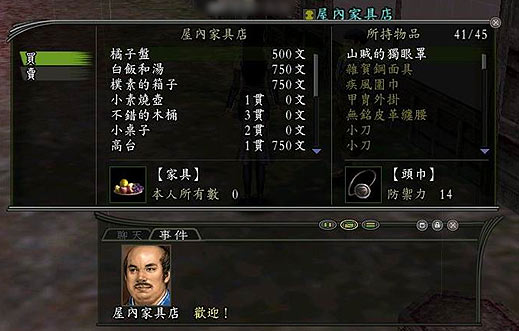 屋內家具店
屋內家具店
所持物品 41/45
買
賣
橘子盤 500文
白飯和湯 750文
樸素的箱子 750文
小素燒壺 1貫 0文
不錯的木桶 3貫 0文
小桌子 2貫 0文
高台 1貫 750文
山賊的獨眼罩
雜賀鋼面具
疾風圍巾
甲冑外掛
無銘皮革纏腰
小刀
小刀
【家具】
本人所有數 0
【頭巾】
防禦力 14
聊天 事件
屋內家具店 歡迎！